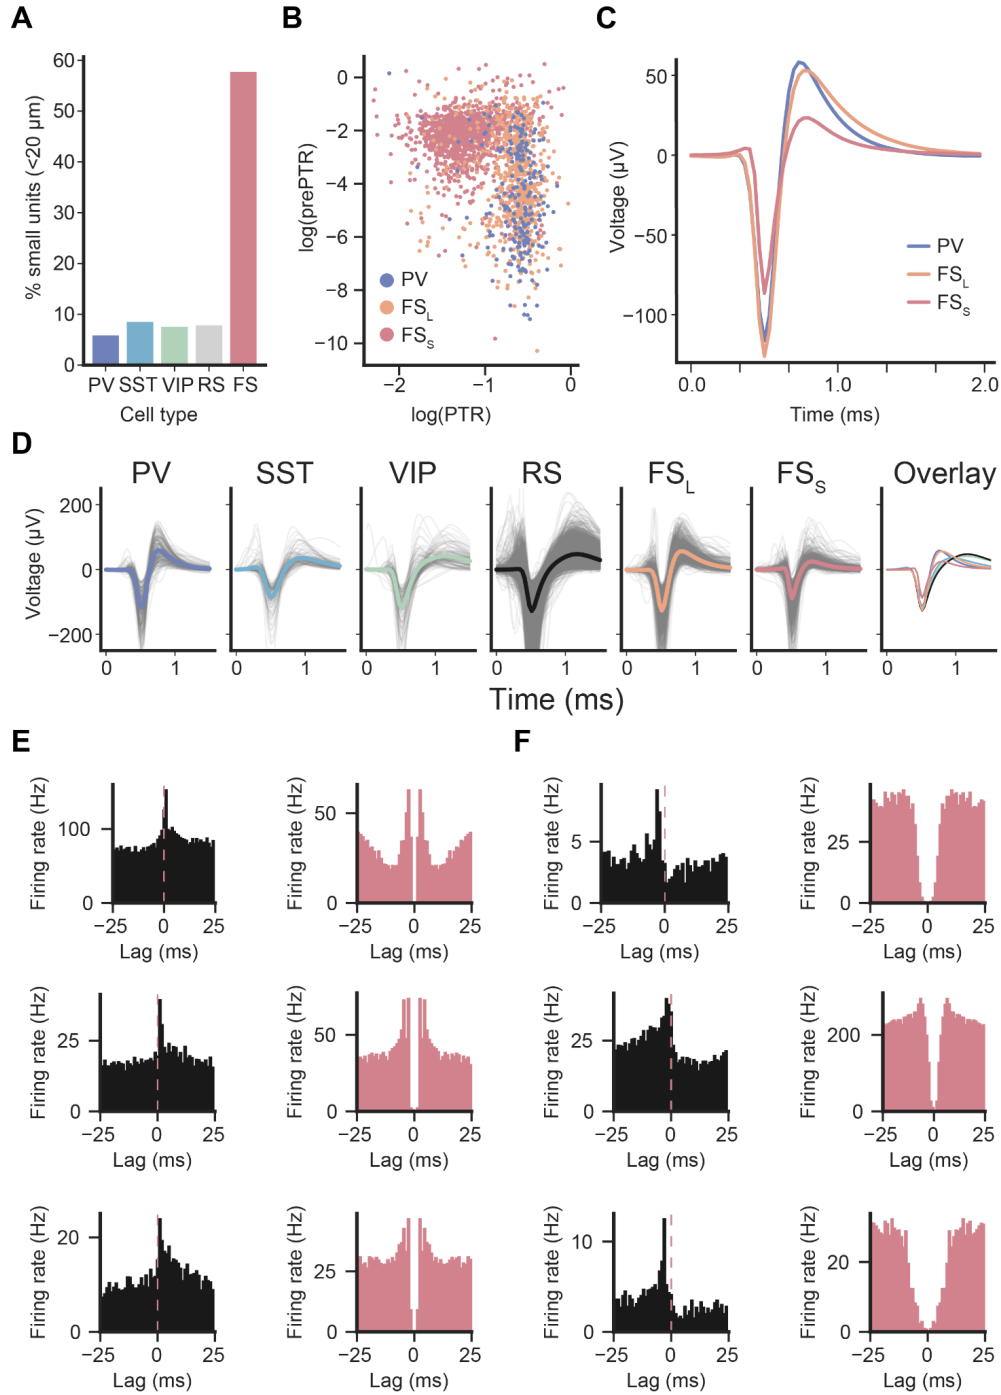 A
% small units (<20 µm)
60
50
40
30
20
10
0
PV SST VIP RS FS
Cell type
B
log(prePTR)
0
−2
−4
−6
−8
−10
PV
FSL
FSS
−2 −1 0
log(PTR)
C
Voltage (µV)
50
0
−50
−100
PV
FSL
FSS
0.0 1.0 2.0
Time (ms)
D
PV SST VIP RS FSL FSS Overlay
Voltage (µV)
200
0
−200
0 1 0 1 0 1 0 1 0 1 0 1 0 1
Time (ms)
E
Firing rate (Hz)
100
0
−25 0 25
Lag (ms)
Firing rate (Hz)
50
0
−25 0 25
Lag (ms)
Firing rate (Hz)
25
0
−25 0 25
Lag (ms)
Firing rate (Hz)
50
0
−25 0 25
Lag (ms)
Firing rate (Hz)
20
0
−25 0 25
Lag (ms)
Firing rate (Hz)
25
0
−25 0 25
Lag (ms)
F
Firing rate (Hz)
5
0
−25 0 25
Lag (ms)
Firing rate (Hz)
25
0
−25 0 25
Lag (ms)
Firing rate (Hz)
25
0
−25 0 25
Lag (ms)
Firing rate (Hz)
200
0
−25 0 25
Lag (ms)
Firing rate (Hz)
10
0
−25 0 25
Lag (ms)
Firing rate (Hz)
20
0
−25 0 25
Lag (ms)